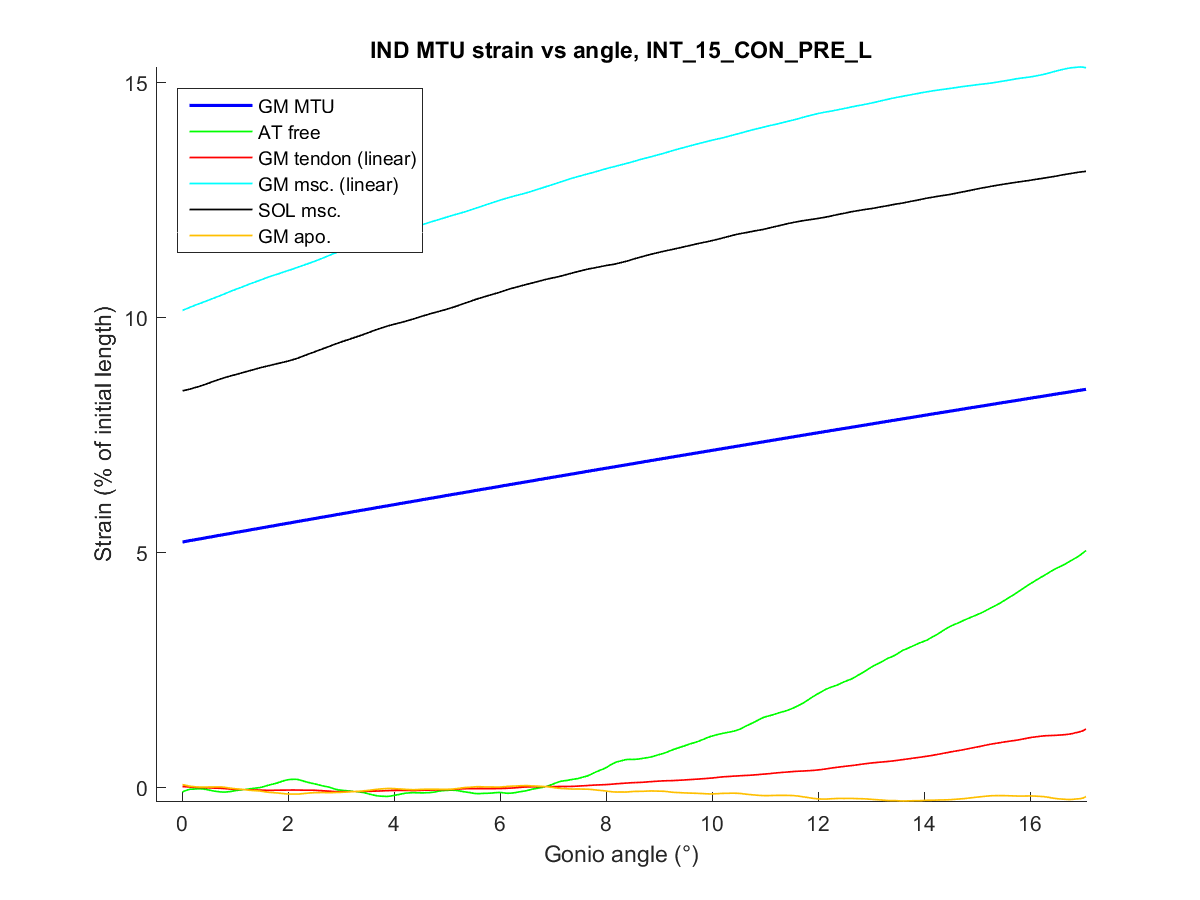 IND MTU strain vs angle, INT_15_CON_PRE_L
15
10
5
0
Strain (% of initial length)
GM MTU
AT free
GM tendon (linear)
GM msc. (linear)
SOL msc.
GM apo.
0 2 4 6 8 10 12 14 16
Gonio angle (°)